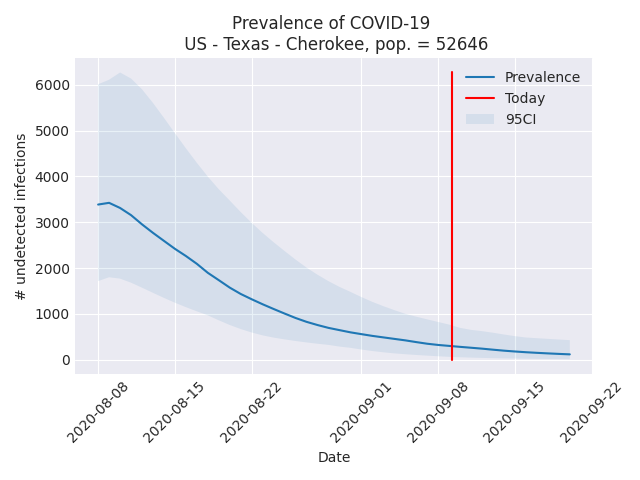 Prevalence of COVID-19
US - Texas - Cherokee, pop. = 52646
Prevalence
Today
95CI
# undetected infections
6000
5000
4000
3000
2000
1000
0
2020-08-08
2020-08-15
2020-08-22
2020-09-01
2020-09-08
2020-09-15
2020-09-22
Date